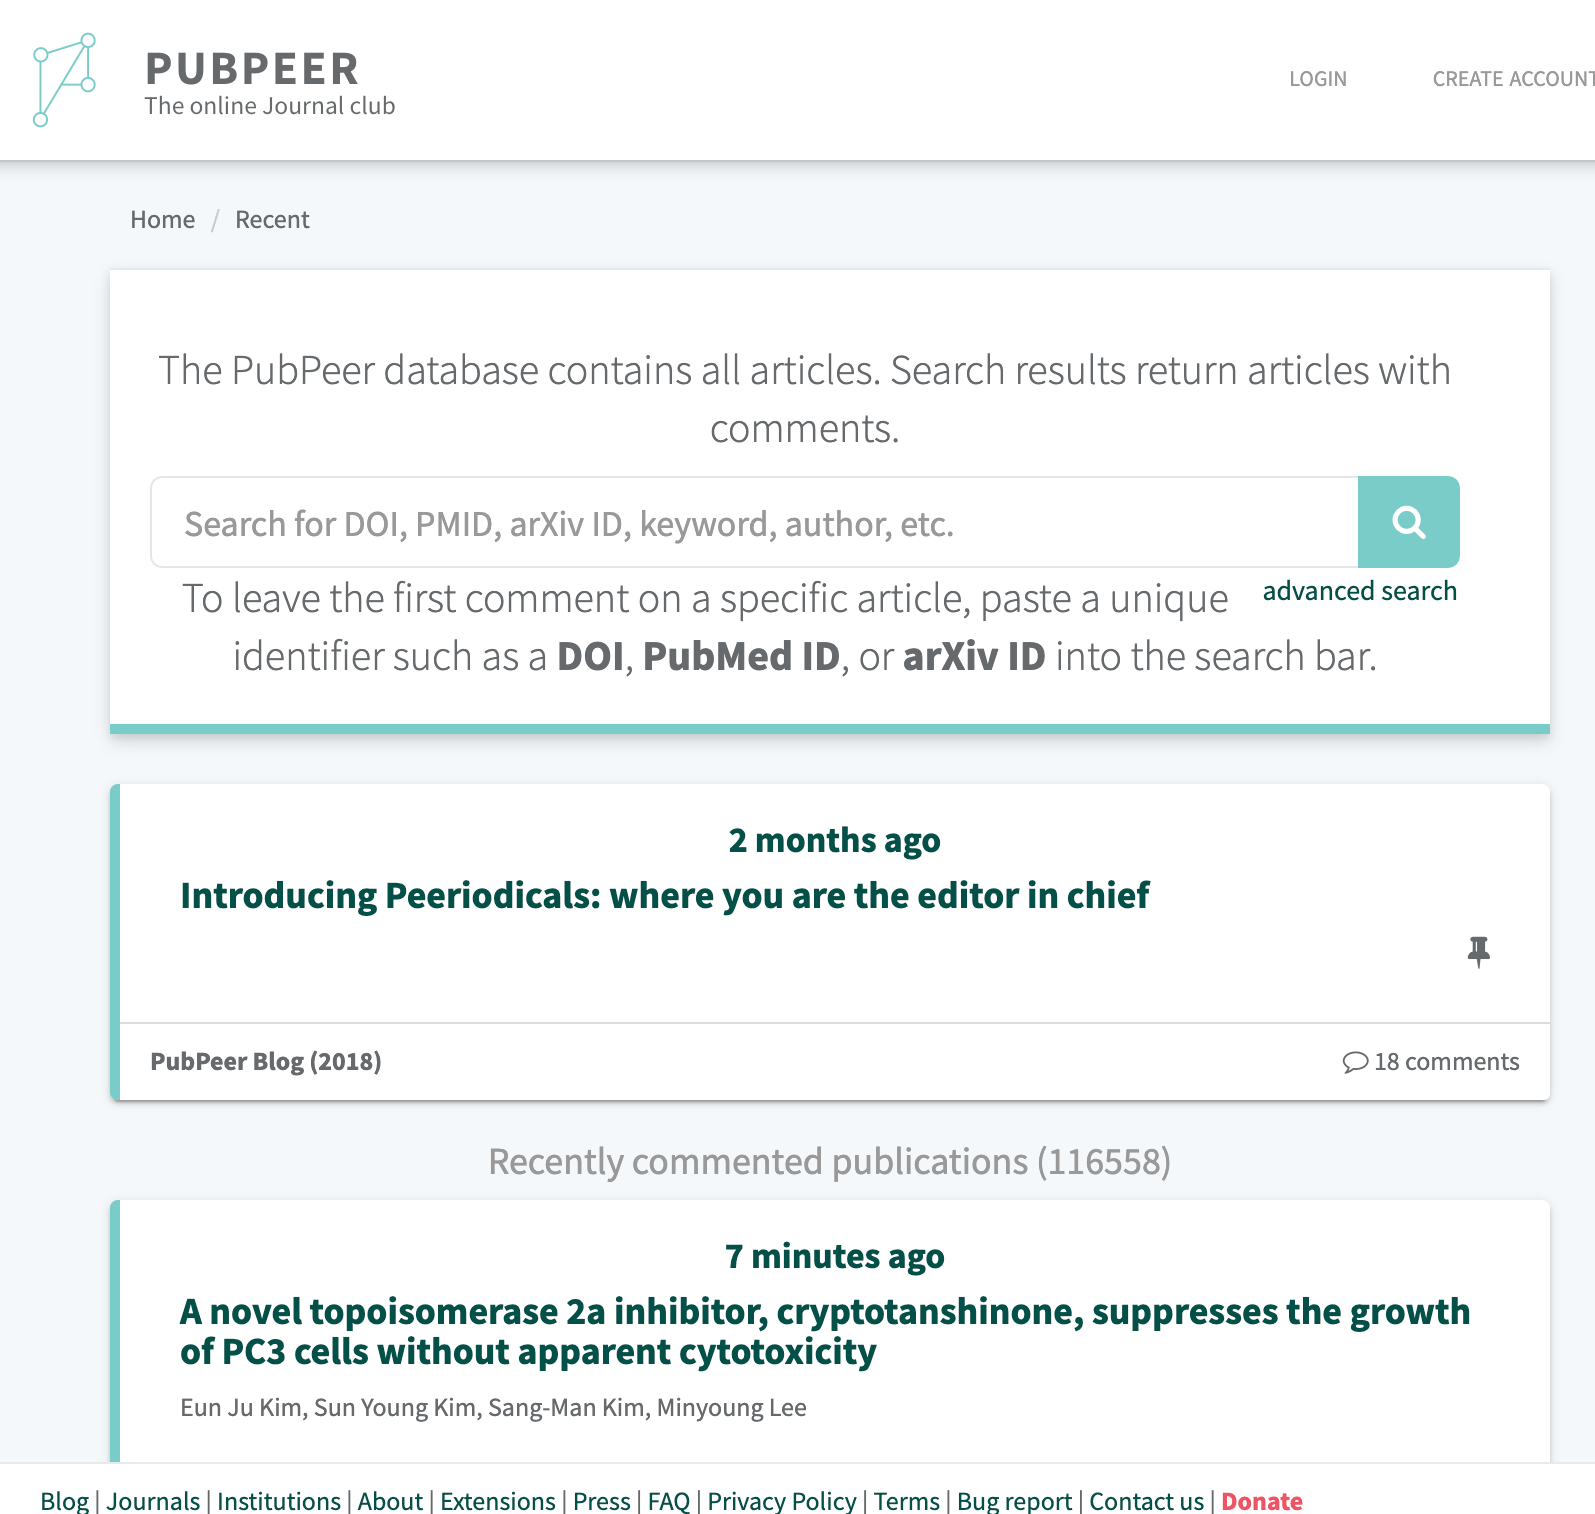 PUBPEER
The online Journal club
LOGIN
CREATE ACCOUNT
Home / Recent
The PubPeer database contains all articles. Search results return articles with
comments.
Search for DOI, PMID, arXiv ID, keyword, author, etc.
advanced search
To leave the first comment on a specific article, paste a unique
identifier such as a DOI, PubMed ID, or arXiv ID into the search bar.
2 months ago
Introducing Peeriodicals: where you are the editor in chief
PubPeer Blog (2018)
18 comments
Recently commented publications (116558)
7 minutes ago
A novel topoisomerase 2a inhibitor, cryptotanshinone, suppresses the growth
of PC3 cells without apparent cytotoxicity
Eun Ju Kim, Sun Young Kim, Sang-Man Kim, Minyoung Lee
Blog | Journals | Institutions | About | Extensions | Press | FAQ | Privacy Policy | Terms | Bug report | Contact us | Donate